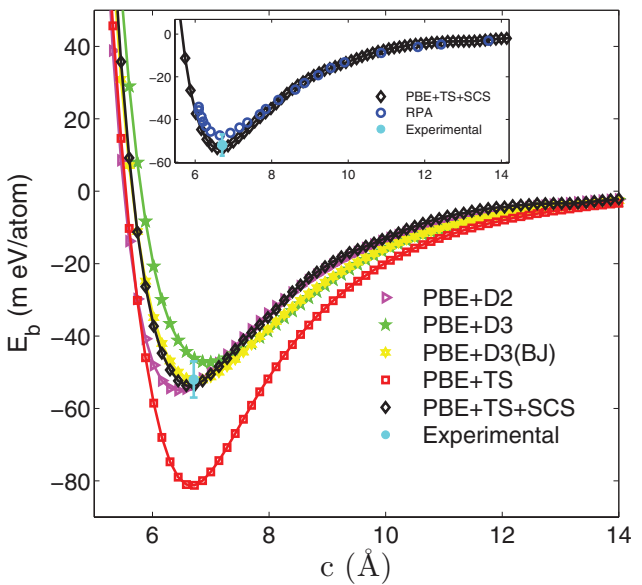 0
−20
−40
−60
6
8
10
12
14
PBE+TS+SCS
RPA
Experimental
40
20
0
−20
−40
−60
−80
E_b (m eV/atom)
PBE+D2
PBE+D3
PBE+D3(BJ)
PBE+TS
PBE+TS+SCS
Experimental
6
8
10
12
14
c (Å)